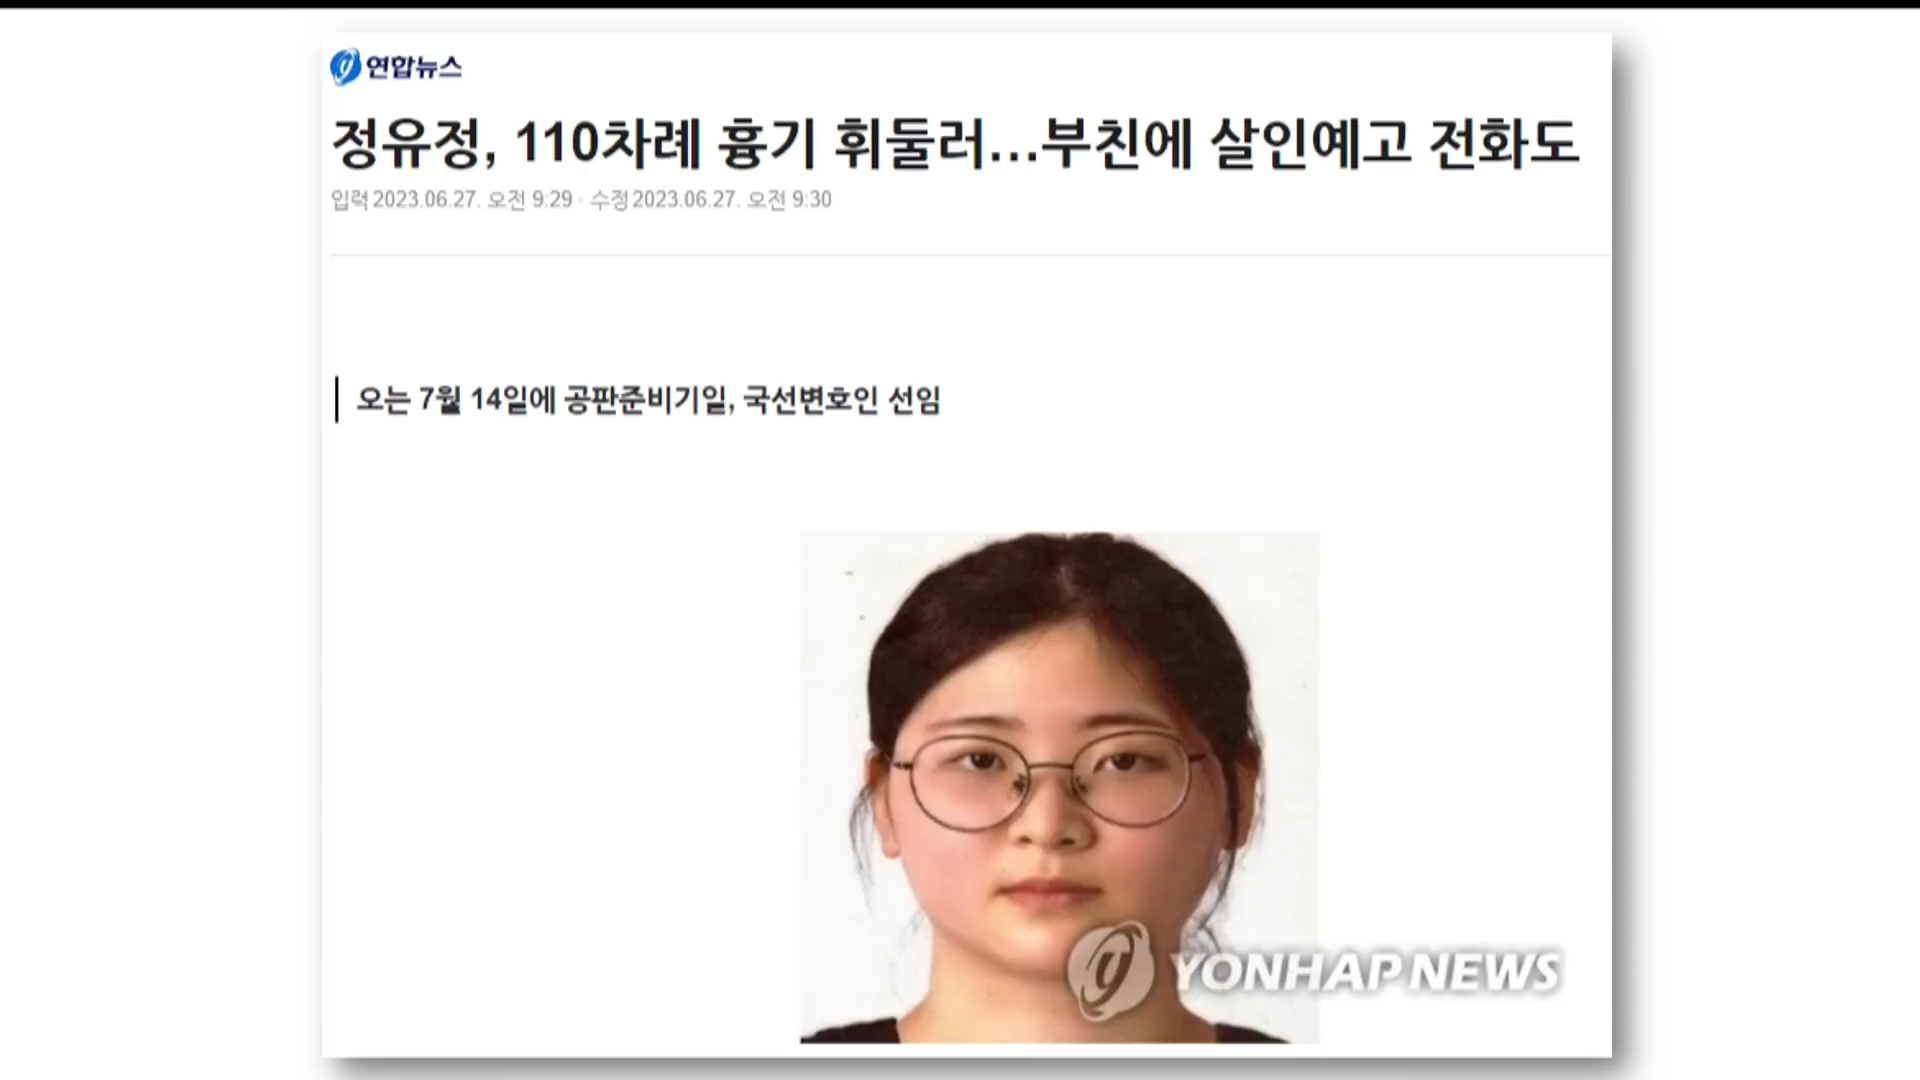 연합뉴스
정유정, 110차례 흉기 휘둘러...부친에 살인예고 전화도
입력 2023.06.27. 오전 9:29 · 수정 2023.06.27. 오전 9:30
오는 7월 14일에 공판준비기일, 국선변호인 선임
YONHAP NEWS